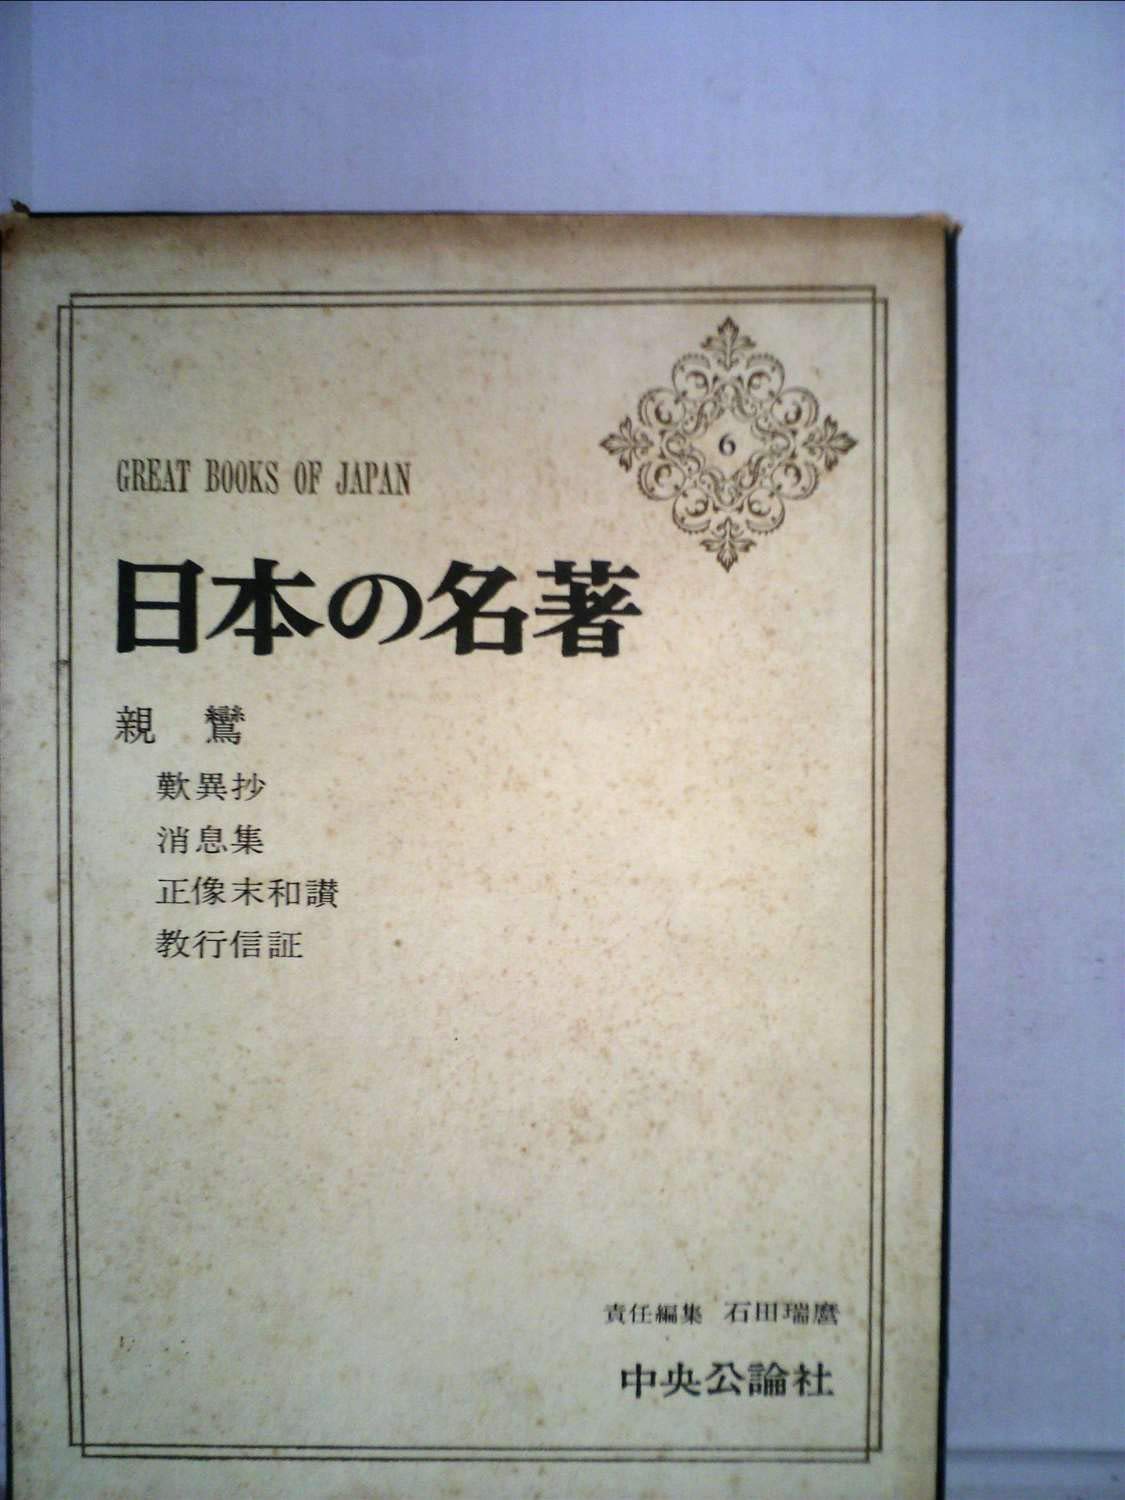 6
GREAT BOOKS OF JAPAN
日本の名著
親鸞
歎異抄
消息集
正像末和讃
教行信証
責任編集 石田瑞麿
中央公論社